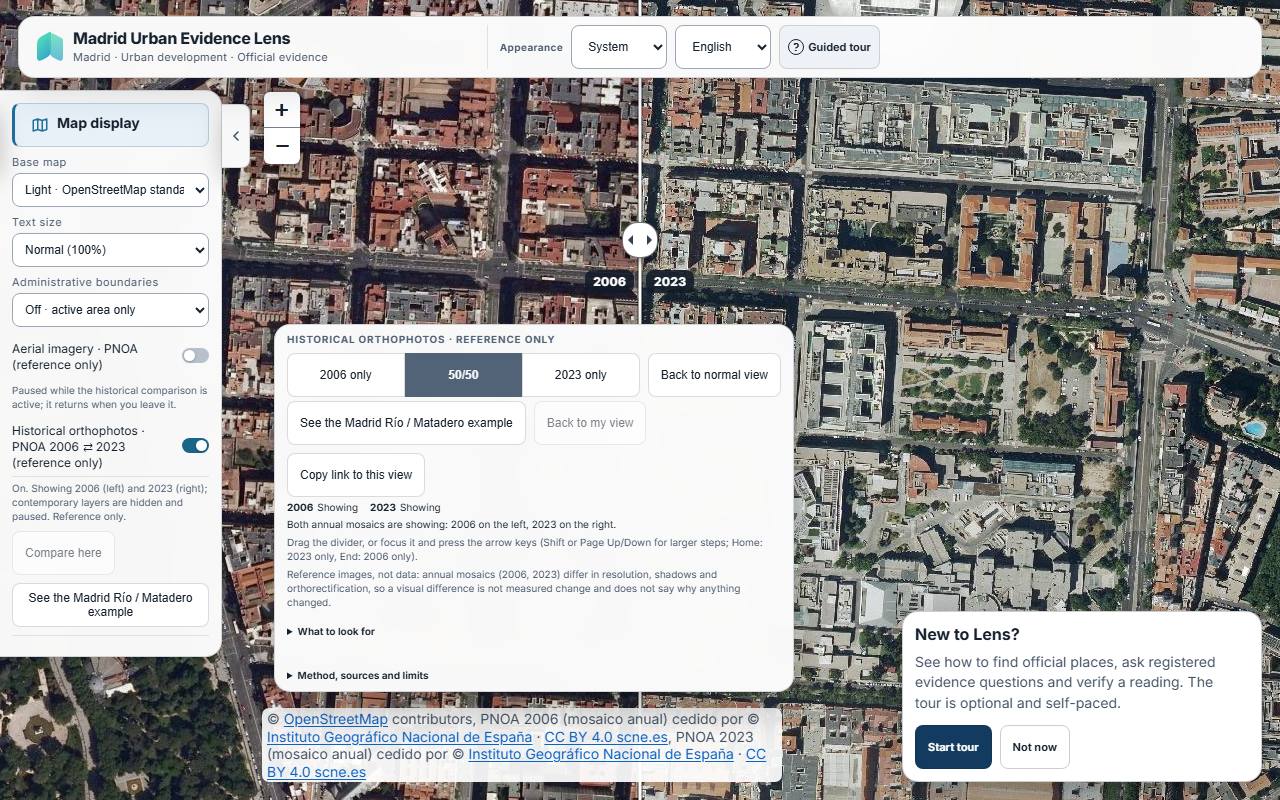 Madrid Urban Evidence Lens
Madrid · Urban development · Official evidence
Appearance
System
English
? Guided tour
Map display
Base map
Light · OpenStreetMap standa
Text size
Normal (100%)
Administrative boundaries
Off · active area only
Aerial imagery · PNOA
(reference only)
Paused while the historical comparison is
active; it returns when you leave it.
Historical orthophotos ·
PNOA 2006 ⇄ 2023
(reference only)
On. Showing 2006 (left) and 2023 (right);
contemporary layers are hidden and
paused. Reference only.
Compare here
See the Madrid Río / Matadero
example
+
−
2006
2023
HISTORICAL ORTHOPHOTOS · REFERENCE ONLY
2006 only
50/50
2023 only
Back to normal view
See the Madrid Río / Matadero example
Back to my view
Copy link to this view
2006 Showing 2023 Showing
Both annual mosaics are showing: 2006 on the left, 2023 on the right.
Drag the divider, or focus it and press the arrow keys (Shift or Page Up/Down for larger steps; Home:
2023 only, End: 2006 only).
Reference images, not data: annual mosaics (2006, 2023) differ in resolution, shadows and
orthorectification, so a visual difference is not measured change and does not say why anything
changed.
What to look for
Method, sources and limits
© OpenStreetMap contributors, PNOA 2006 (mosaico anual) cedido por ©
Instituto Geográfico Nacional de España · CC BY 4.0 scne.es, PNOA 2023
(mosaico anual) cedido por © Instituto Geográfico Nacional de España · CC
BY 4.0 scne.es
New to Lens?
See how to find official places, ask registered
evidence questions and verify a reading. The
tour is optional and self-paced.
Start tour
Not now